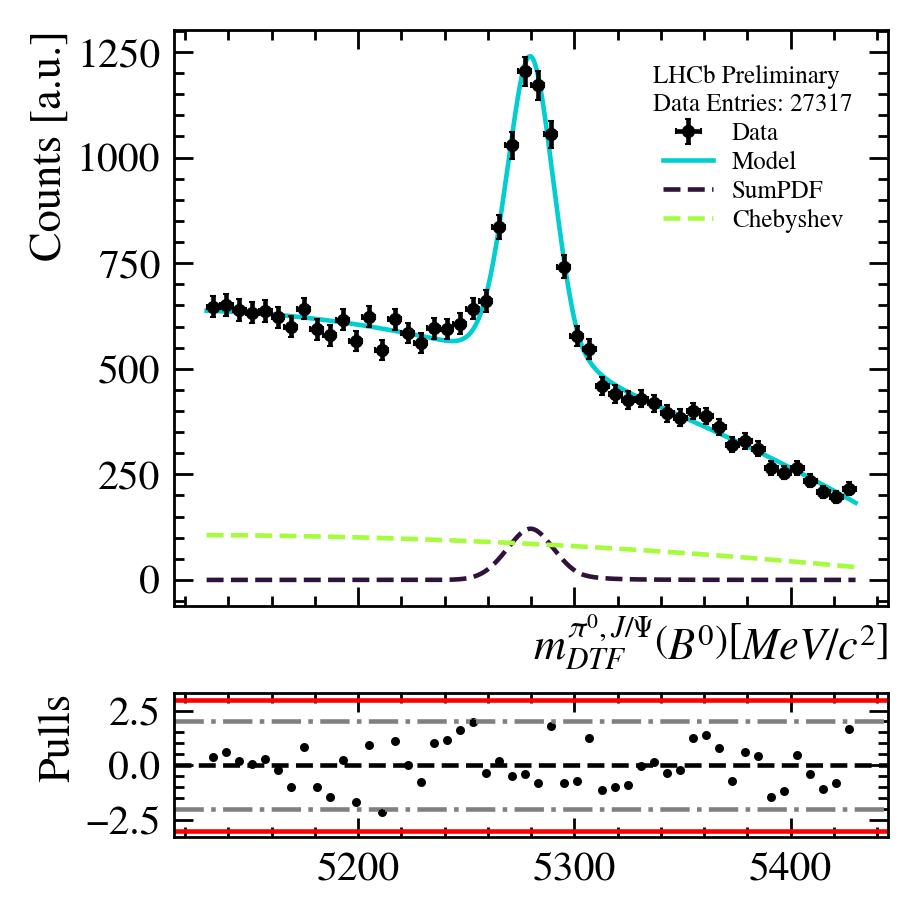 Counts [a.u.]
1250
1000
750
500
250
0
LHCb Preliminary
Data Entries: 27317
Data
Model
SumPDF
Chebyshev
m_{DTF}^{π^0, J/Ψ}(B^0)[MeV/c^2]
Pulls
2.5
0.0
−2.5
5200
5300
5400